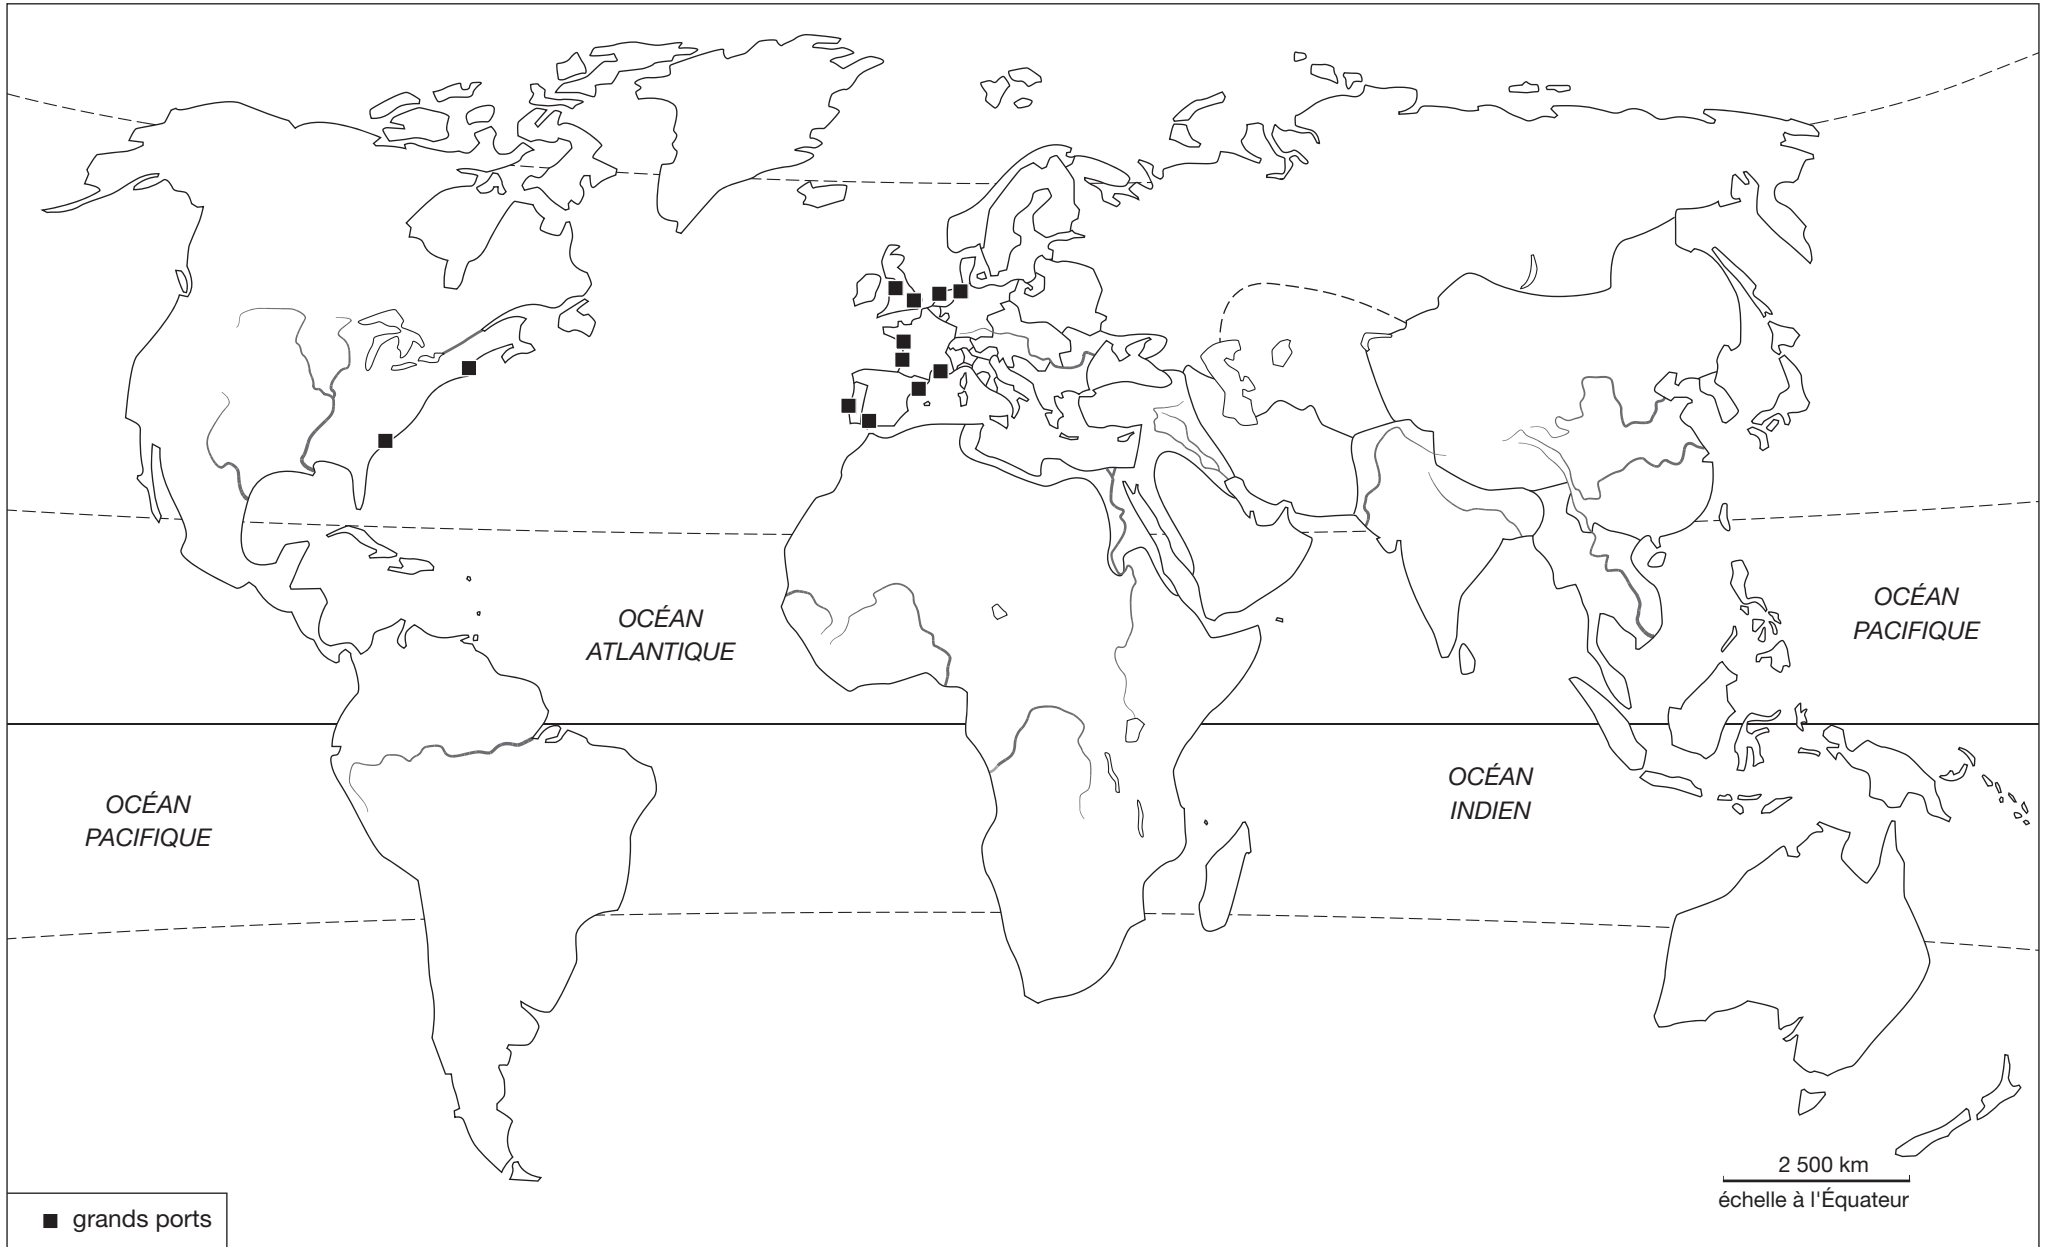 OCÉAN
ATLANTIQUE
OCÉAN
PACIFIQUE
OCÉAN
PACIFIQUE
OCÉAN
INDIEN
2 500 km
échelle à l'Équateur
grands ports